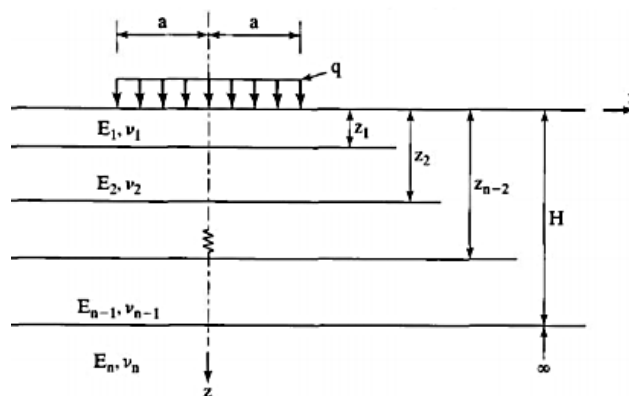 a a
q
E₁, ν₁
z₁
E₂, ν₂
z₂
zₙ₋₂
H
Eₙ₋₁, νₙ₋₁
Eₙ, νₙ
z
∞